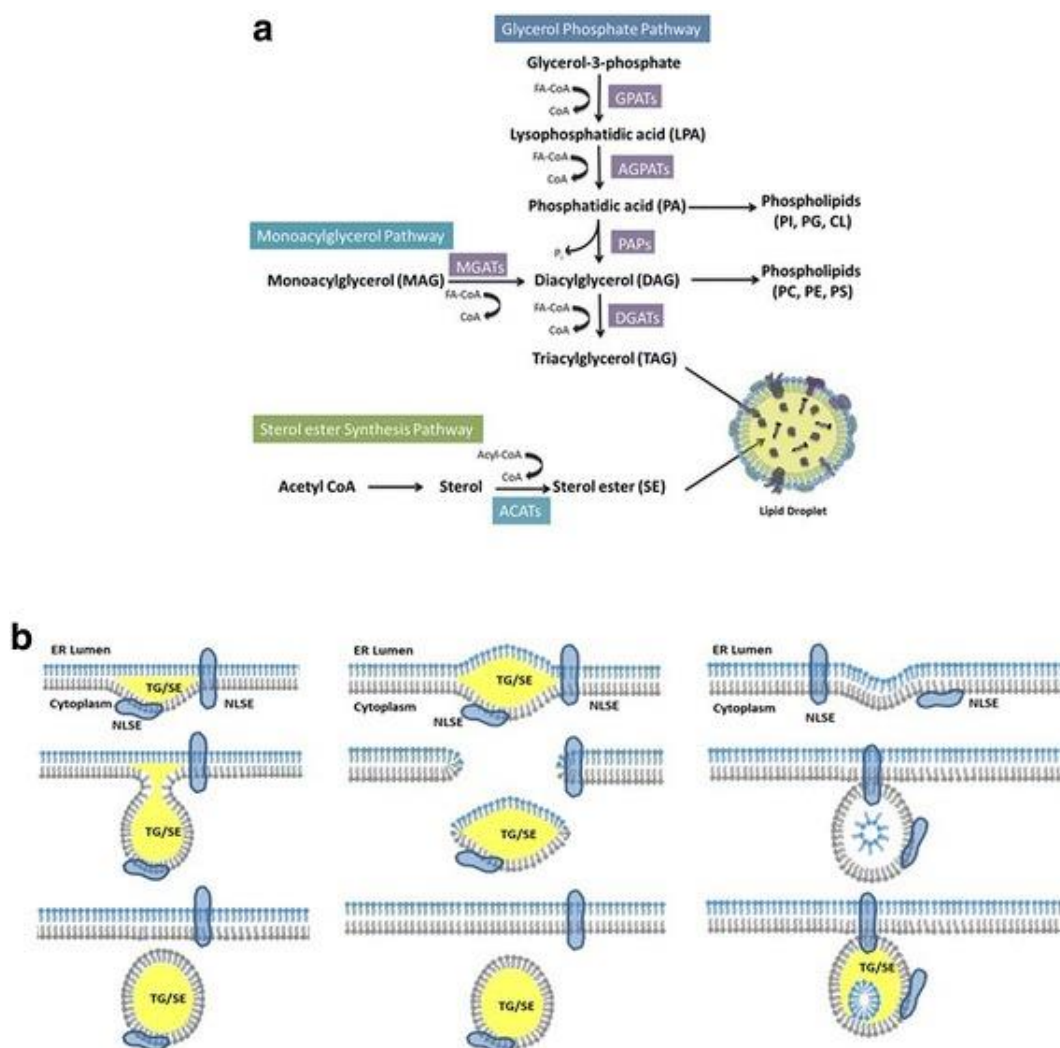 a
Glycerol Phosphate Pathway
Glycerol-3-phosphate
FA-CoA
CoA
GPATs
Lysophosphatidic acid (LPA)
FA-CoA
CoA
AGPATs
Phosphatidic acid (PA)
Phospholipids
(PI, PG, CL)
Pi
PAPs
Monoacylglycerol Pathway
MGATs
Monoacylglycerol (MAG)
FA-CoA
CoA
Diacylglycerol (DAG)
Phospholipids
(PC, PE, PS)
FA-CoA
CoA
DGATs
Triacylglycerol (TAG)
Sterol ester Synthesis Pathway
Acyl-CoA
CoA
Acetyl CoA
Sterol
Sterol ester (SE)
ACATs
Lipid Droplet
b
ER Lumen
TG/SE
Cytoplasm
NLSE
NLSE
ER Lumen
TG/SE
Cytoplasm
NLSE
NLSE
ER Lumen
Cytoplasm
NLSE
NLSE
TG/SE
TG/SE
TG/SE
TG/SE
TG/SE